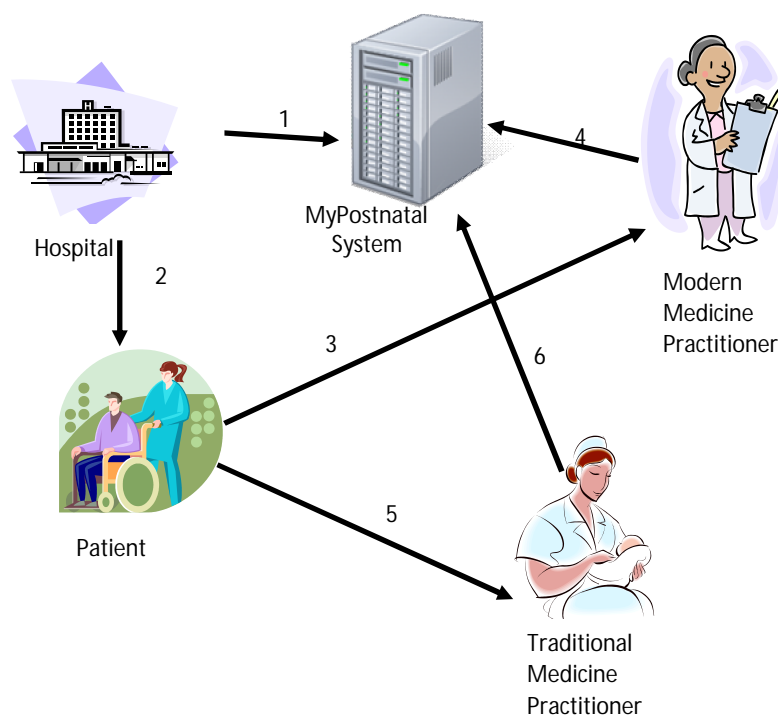 1
4
MyPostnatal
System
Hospital
2
Modern
Medicine
Practitioner
3
6
5
Patient
Traditional
Medicine
Practitioner